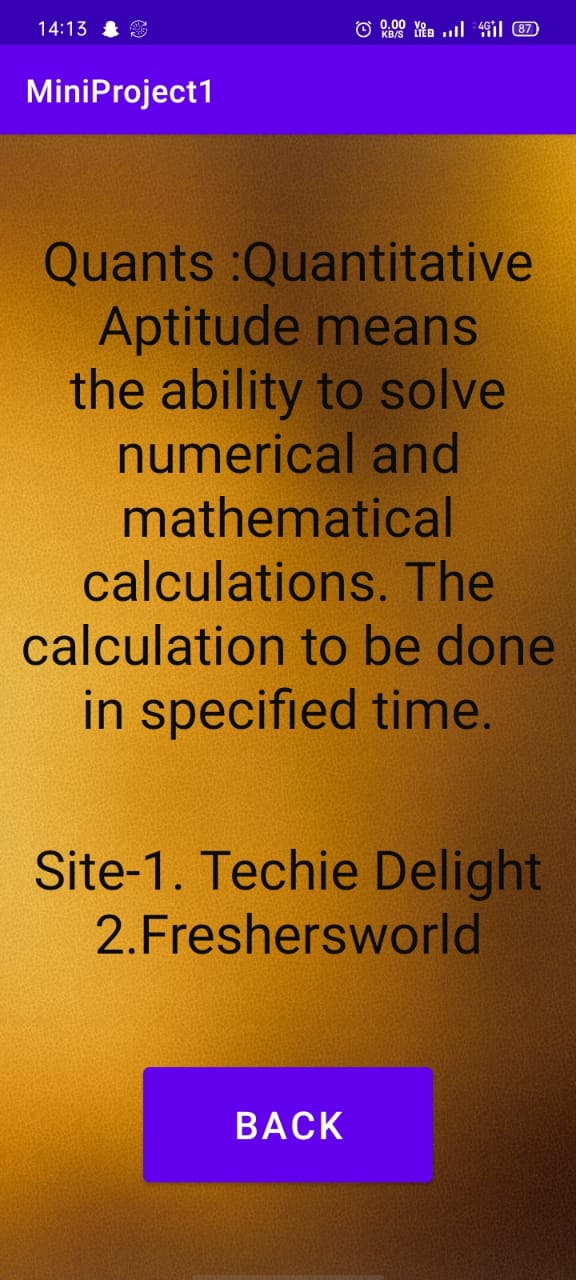 14:13 0.00 KB/S Vo LTE 4G+ 87
MiniProject1
Quants :Quantitative
Aptitude means
the ability to solve
numerical and
mathematical
calculations. The
calculation to be done
in specified time.
Site-1. Techie Delight
2.Freshersworld
BACK